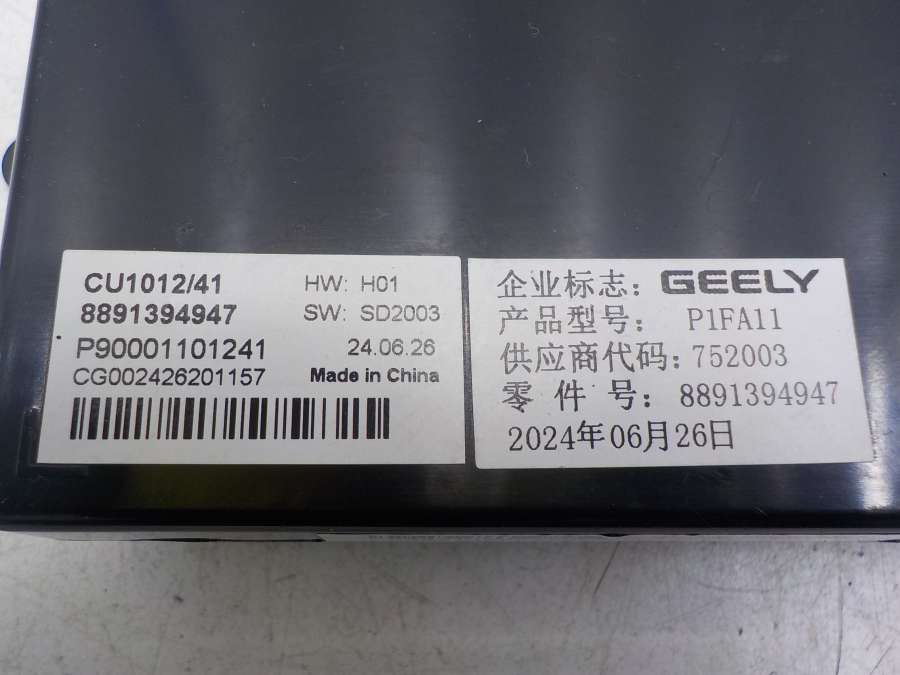 CU1012/41 HW: H01
8891394947 SW: SD2003
P90001101241 24.06.26
CG002426201157 Made in China
企业标志: GEELY
产品型号: P1FA11
供应商代码: 752003
零 件 号: 8891394947
2024年06月26日